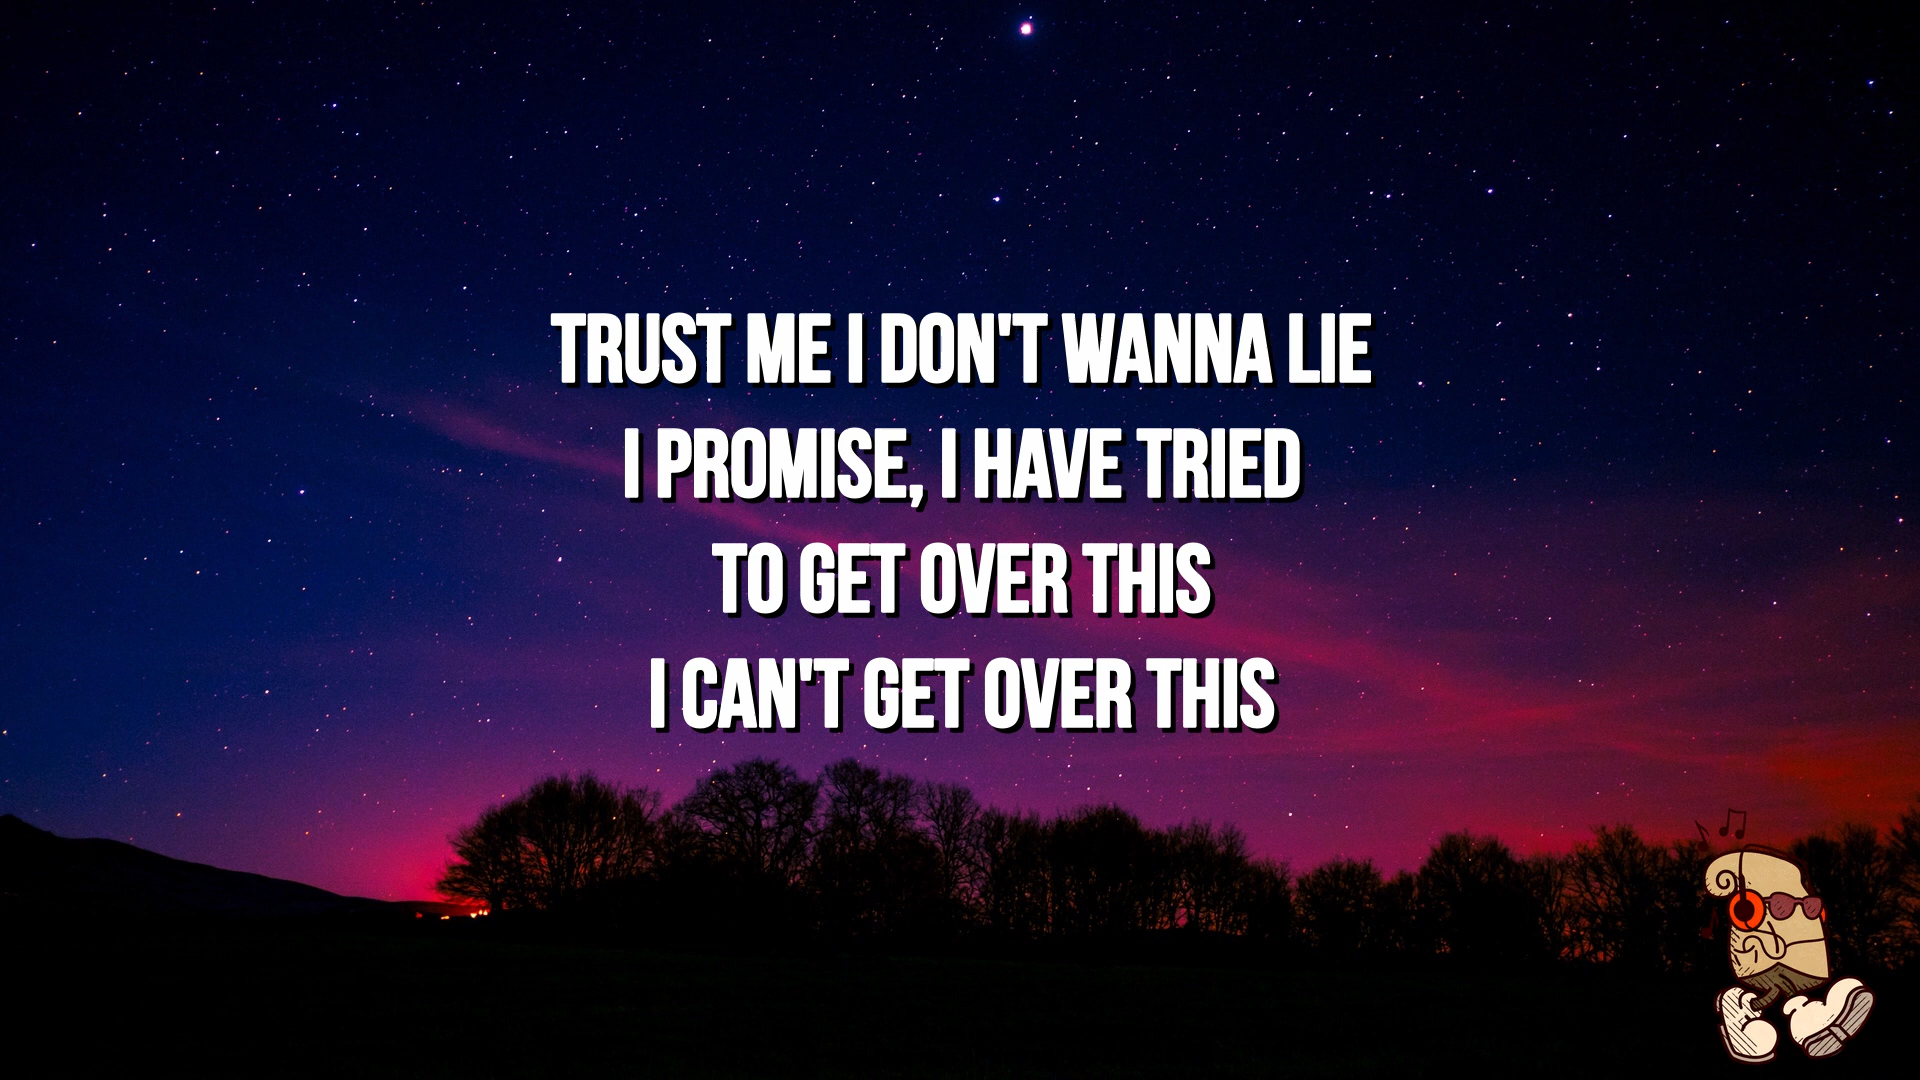 TRUST ME I DON'T WANNA LIE
I PROMISE, I HAVE TRIED
TO GET OVER THIS
I CAN'T GET OVER THIS